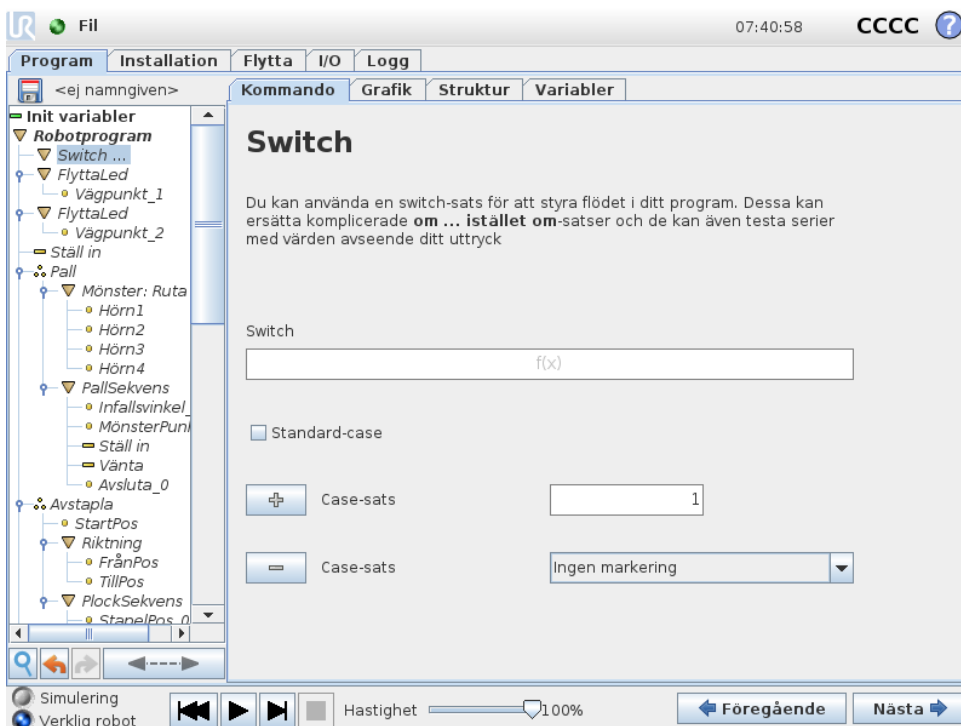 UR Fil 07:40:58 CCCC ?
Program Installation Flytta I/O Logg
<ej namngiven>
Kommando Grafik Struktur Variabler
Init variabler
Robotprogram
Switch ...
FlyttaLed
Vägpunkt_1
FlyttaLed
Vägpunkt_2
Ställ in
Pall
Mönster: Ruta
Hörn1
Hörn2
Hörn3
Hörn4
PallSekvens
Infallsvinkel_
MönsterPunk
Ställ in
Vänta
Avsluta_0
Avstapla
StartPos
Riktning
FrånPos
TillPos
PlockSekvens
StapelPos_0
Switch
Du kan använda en switch-sats för att styra flödet i ditt program. Dessa kan
ersätta komplicerade om ... istället om-satser och de kan även testa serier
med värden avseende ditt uttryck
Switch
f(x)
Standard-case
Case-sats 1
Case-sats Ingen markering
Simulering
Verklig robot
Hastighet 100%
Föregående Nästa